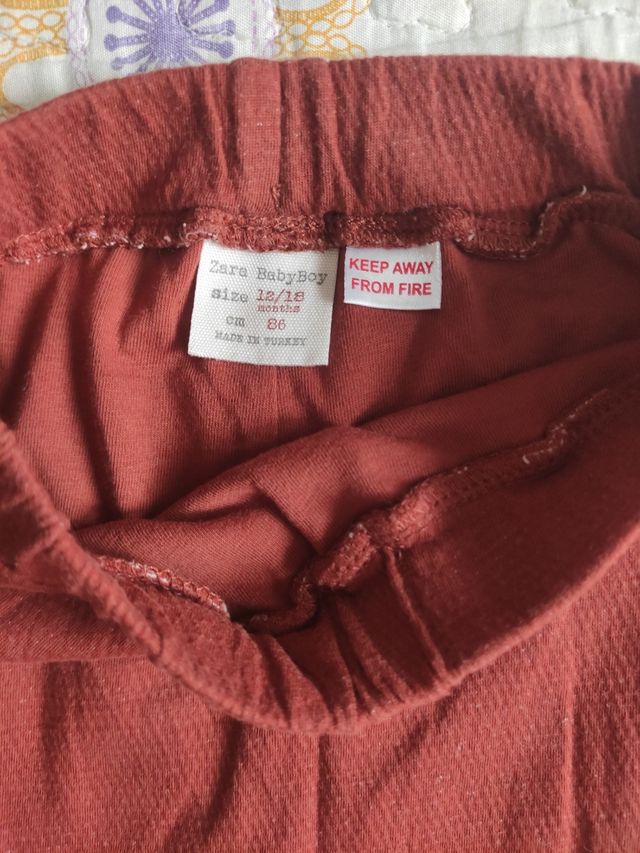 Zara BabyBoy
size 12/18
months
cm 86
MADE IN TURKEY
KEEP AWAY
FROM FIRE